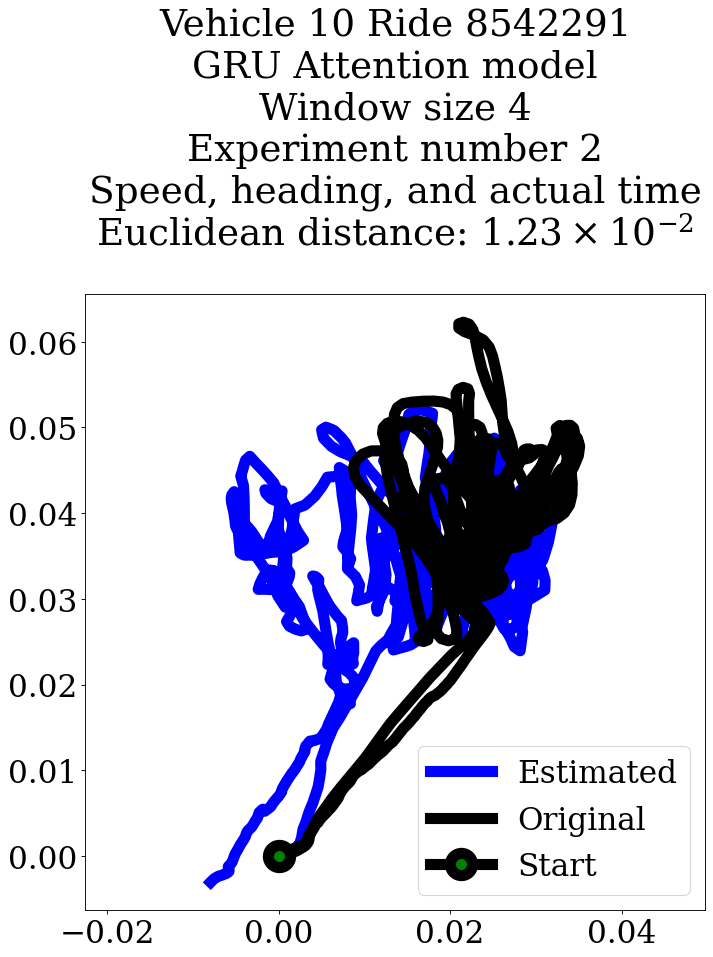 Vehicle 10 Ride 8542291
GRU Attention model
Window size 4
Experiment number 2
Speed, heading, and actual time
Euclidean distance: 1.23 × 10⁻²
0.06
0.05
0.04
0.03
0.02
0.01
0.00
Estimated
Original
Start
−0.02 0.00 0.02 0.04